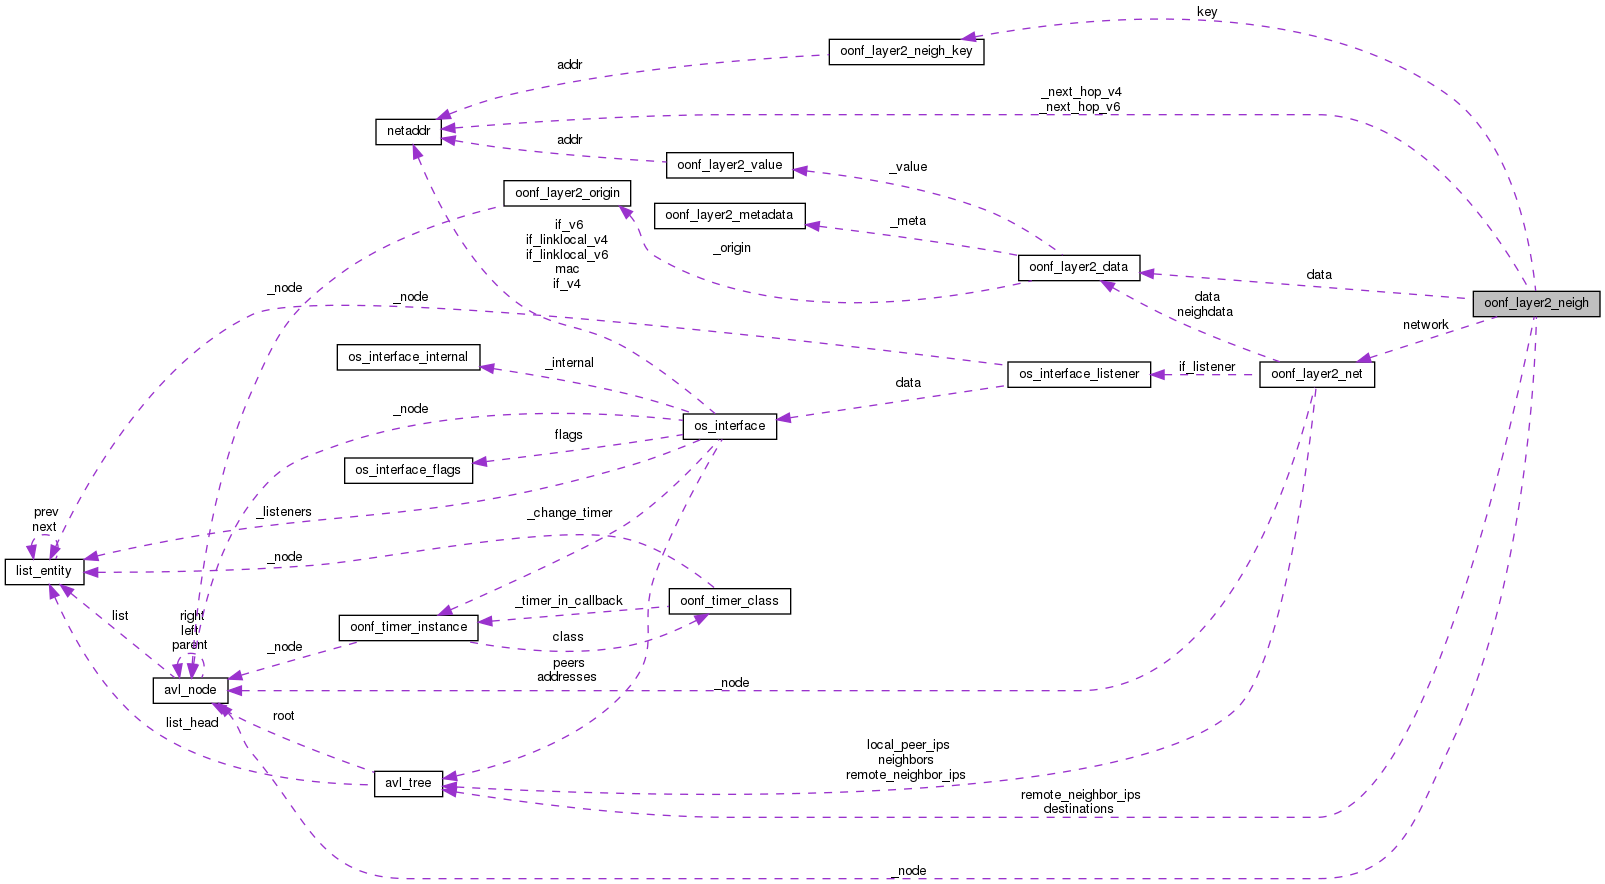 key
oonf_layer2_neigh_key
addr
_next_hop_v4
_next_hop_v6
netaddr
addr
oonf_layer2_value
_value
oonf_layer2_origin
oonf_layer2_metadata
_meta
if_v6
if_linklocal_v4
if_linklocal_v6
mac
if_v4
_origin
oonf_layer2_data
data
_node
_node
data
neighdata
oonf_layer2_neigh
network
os_interface_internal
_internal
os_interface_listener
if_listener
oonf_layer2_net
data
_node
os_interface
flags
os_interface_flags
prev
next
_listeners
_change_timer
list_entity
_node
oonf_timer_class
_timer_in_callback
list
right
left
parent
oonf_timer_instance
class
_node
peers
addresses
avl_node
_node
list_head
root
local_peer_ips
neighbors
remote_neighbor_ips
avl_tree
remote_neighbor_ips
destinations
_node